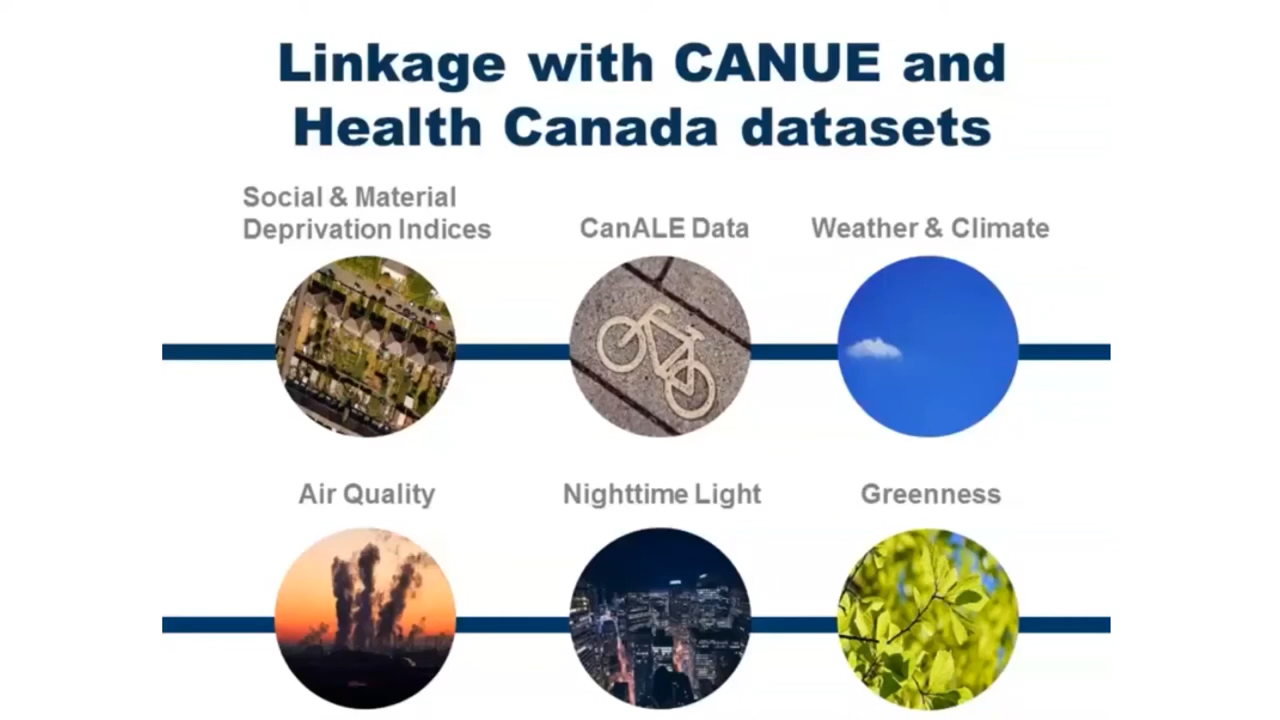 Linkage with CANUE and
Health Canada datasets
Social & Material
Deprivation Indices
CanALE Data
Weather & Climate
Air Quality
Nighttime Light
Greenness